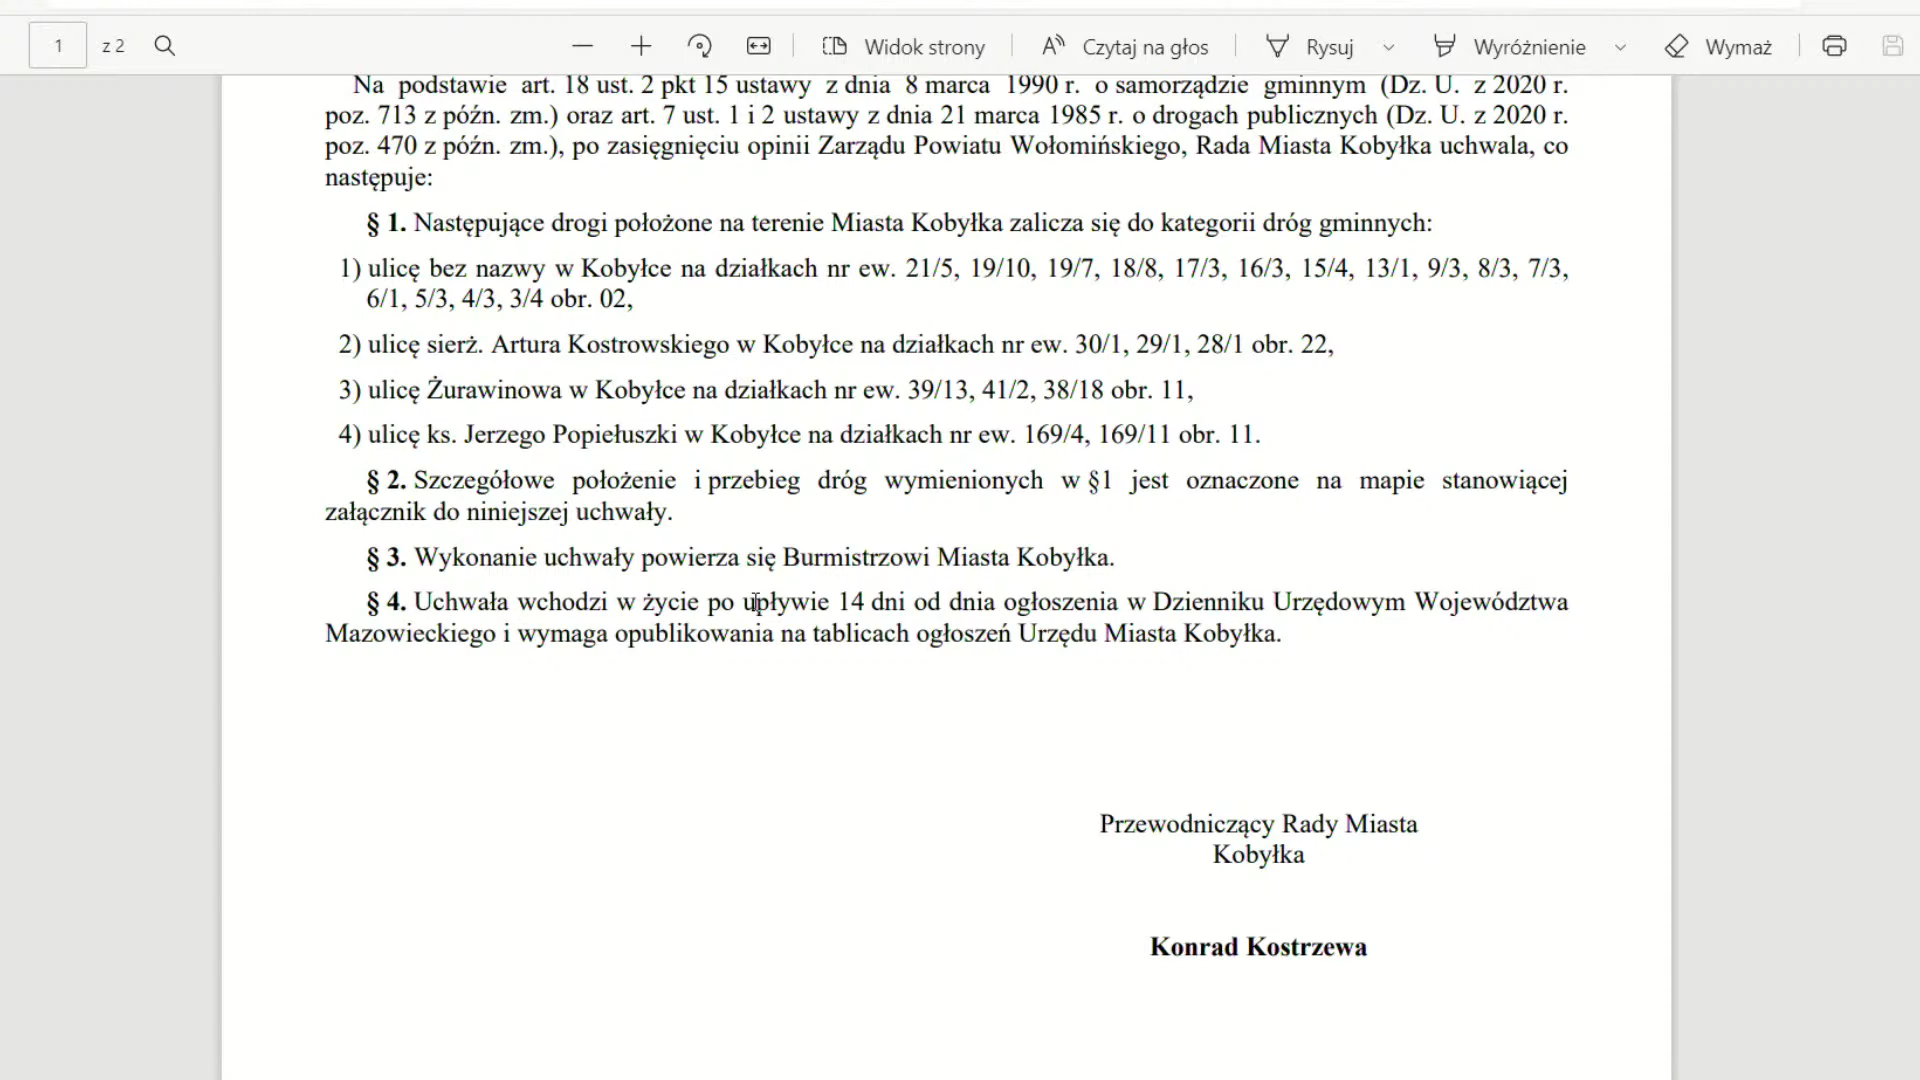 1 z 2 Widok strony Czytaj na głos Rysuj Wyróżnienie Wymaż
Na podstawie art. 18 ust. 2 pkt 15 ustawy z dnia 8 marca 1990 r. o samorządzie gminnym (Dz. U. z 2020 r.
poz. 713 z późn. zm.) oraz art. 7 ust. 1 i 2 ustawy z dnia 21 marca 1985 r. o drogach publicznych (Dz. U. z 2020 r.
poz. 470 z późn. zm.), po zasięgnięciu opinii Zarządu Powiatu Wołomińskiego, Rada Miasta Kobyłka uchwala, co
następuje:
§ 1. Następujące drogi położone na terenie Miasta Kobyłka zalicza się do kategorii dróg gminnych:
1) ulicę bez nazwy w Kobyłce na działkach nr ew. 21/5, 19/10, 19/7, 18/8, 17/3, 16/3, 15/4, 13/1, 9/3, 8/3, 7/3,
6/1, 5/3, 4/3, 3/4 obr. 02,
2) ulicę sierż. Artura Kostrowskiego w Kobyłce na działkach nr ew. 30/1, 29/1, 28/1 obr. 22,
3) ulicę Żurawinowa w Kobyłce na działkach nr ew. 39/13, 41/2, 38/18 obr. 11,
4) ulicę ks. Jerzego Popiełuszki w Kobyłce na działkach nr ew. 169/4, 169/11 obr. 11.
§ 2. Szczegółowe położenie i przebieg dróg wymienionych w §1 jest oznaczone na mapie stanowiącej
załącznik do niniejszej uchwały.
§ 3. Wykonanie uchwały powierza się Burmistrzowi Miasta Kobyłka.
§ 4. Uchwała wchodzi w życie po upływie 14 dni od dnia ogłoszenia w Dzienniku Urzędowym Województwa
Mazowieckiego i wymaga opublikowania na tablicach ogłoszeń Urzędu Miasta Kobyłka.
Przewodniczący Rady Miasta
Kobyłka
Konrad Kostrzewa